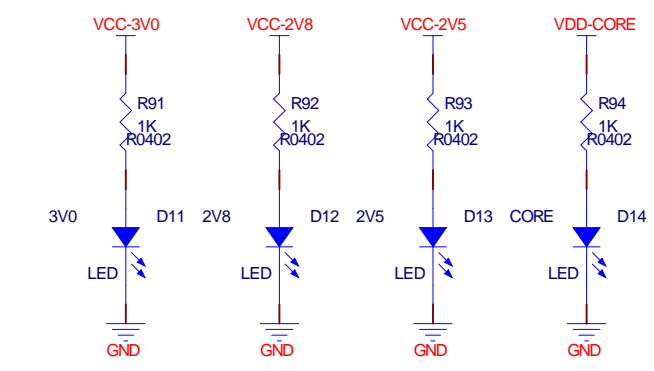 VCC-3V0 VCC-2V8 VCC-2V5 VDD-CORE
R91 R92 R93 R94
1K 1K 1K 1K
R0402 R0402 R0402 R0402
3V0 D11 2V8 D12 2V5 D13 CORE D14
LED LED LED LED
GND GND GND GND